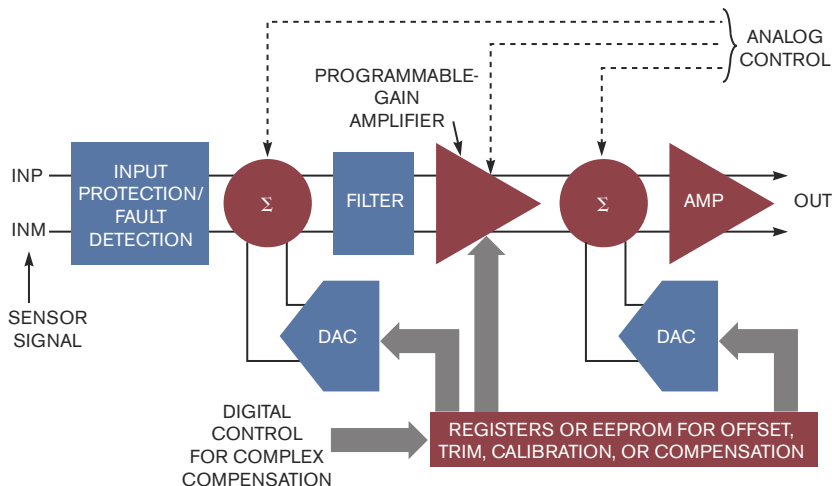 ANALOG
CONTROL
PROGRAMMABLE-
GAIN
AMPLIFIER
INP
INM
INPUT
PROTECTION/
FAULT
DETECTION
Σ
FILTER
Σ
AMP
OUT
SENSOR
SIGNAL
DAC
DAC
DIGITAL
CONTROL
FOR COMPLEX
COMPENSATION
REGISTERS OR EEPROM FOR OFFSET,
TRIM, CALIBRATION, OR COMPENSATION